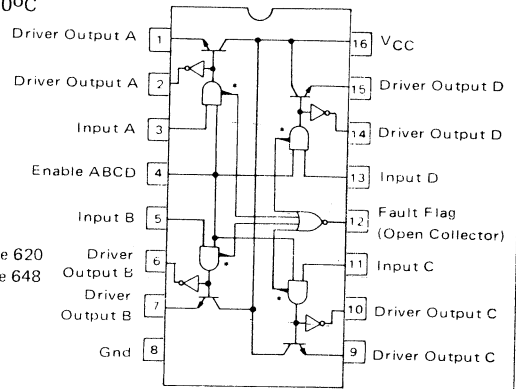 0°C
Driver Output A 1
Driver Output A 2
Input A 3
Enable ABCD 4
Input B 5
Driver Output B 6
Driver Output B 7
Gnd 8
16 VCC
15 Driver Output D
14 Driver Output D
13 Input D
12 Fault Flag
(Open Collector)
11 Input C
10 Driver Output C
9 Driver Output C
e 620
e 648
*
*
*
*